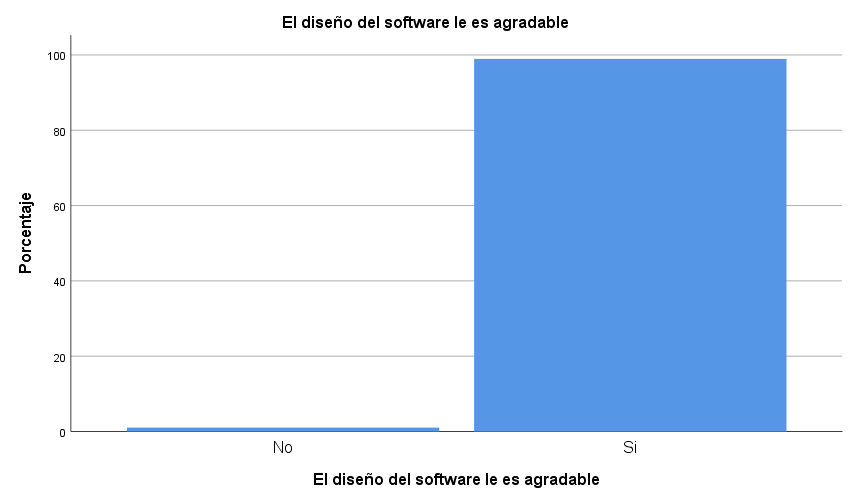 El diseño del software le es agradable
Porcentaje
100
80
60
40
20
0
No
Si
El diseño del software le es agradable